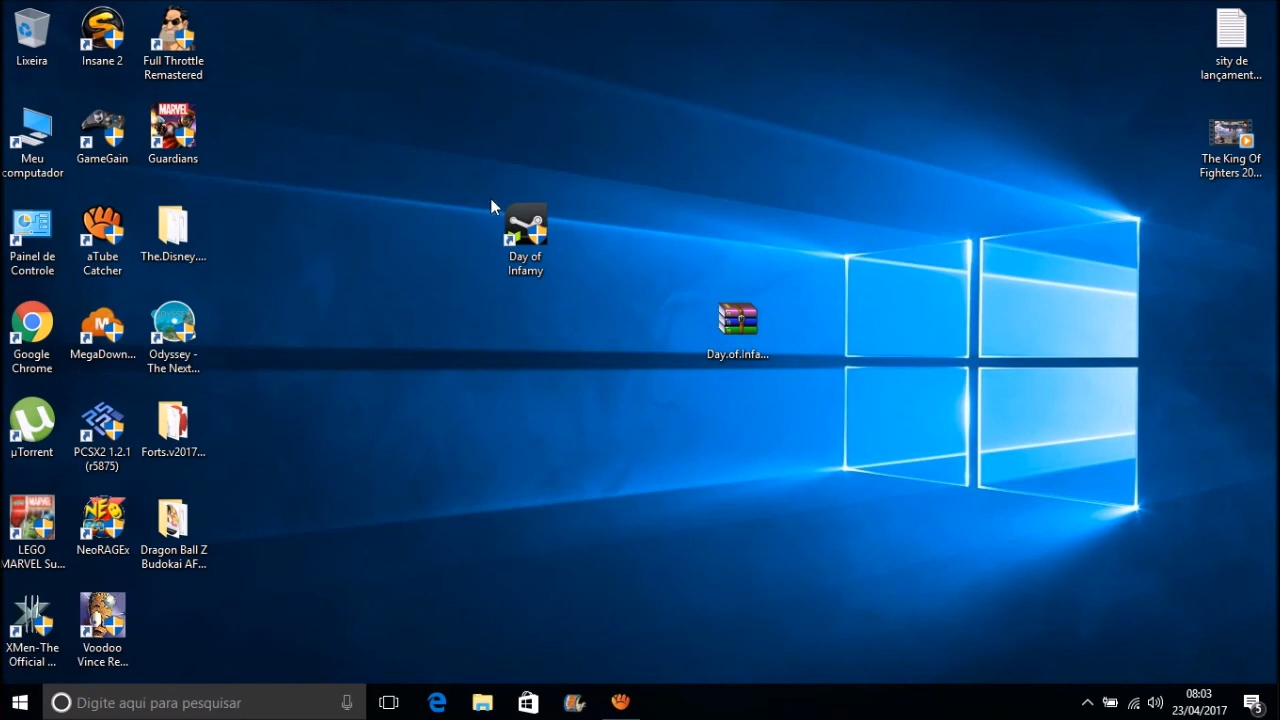 Lixeira
Insane 2
Full Throttle
Remastered
Meu
computador
GameGain
MARVEL
Guardians
Painel de
Controle
aTube
Catcher
The.Disney....
Google
Chrome
MegaDown...
Odyssey -
The Next...
µTorrent
PCSX2 1.2.1
(r5875)
Forts.v2017...
LEGO
MARVEL Su...
NEO
NeoRAGEx
Dragon Ball Z
Budokai AF...
XMen-The
Official ...
Voodoo
Vince Re...
Day of
Infamy
Day.of.Infa...
sity de
lançament...
The King Of
Fighters 20...
Digite aqui para pesquisar
08:03
23/04/2017
5